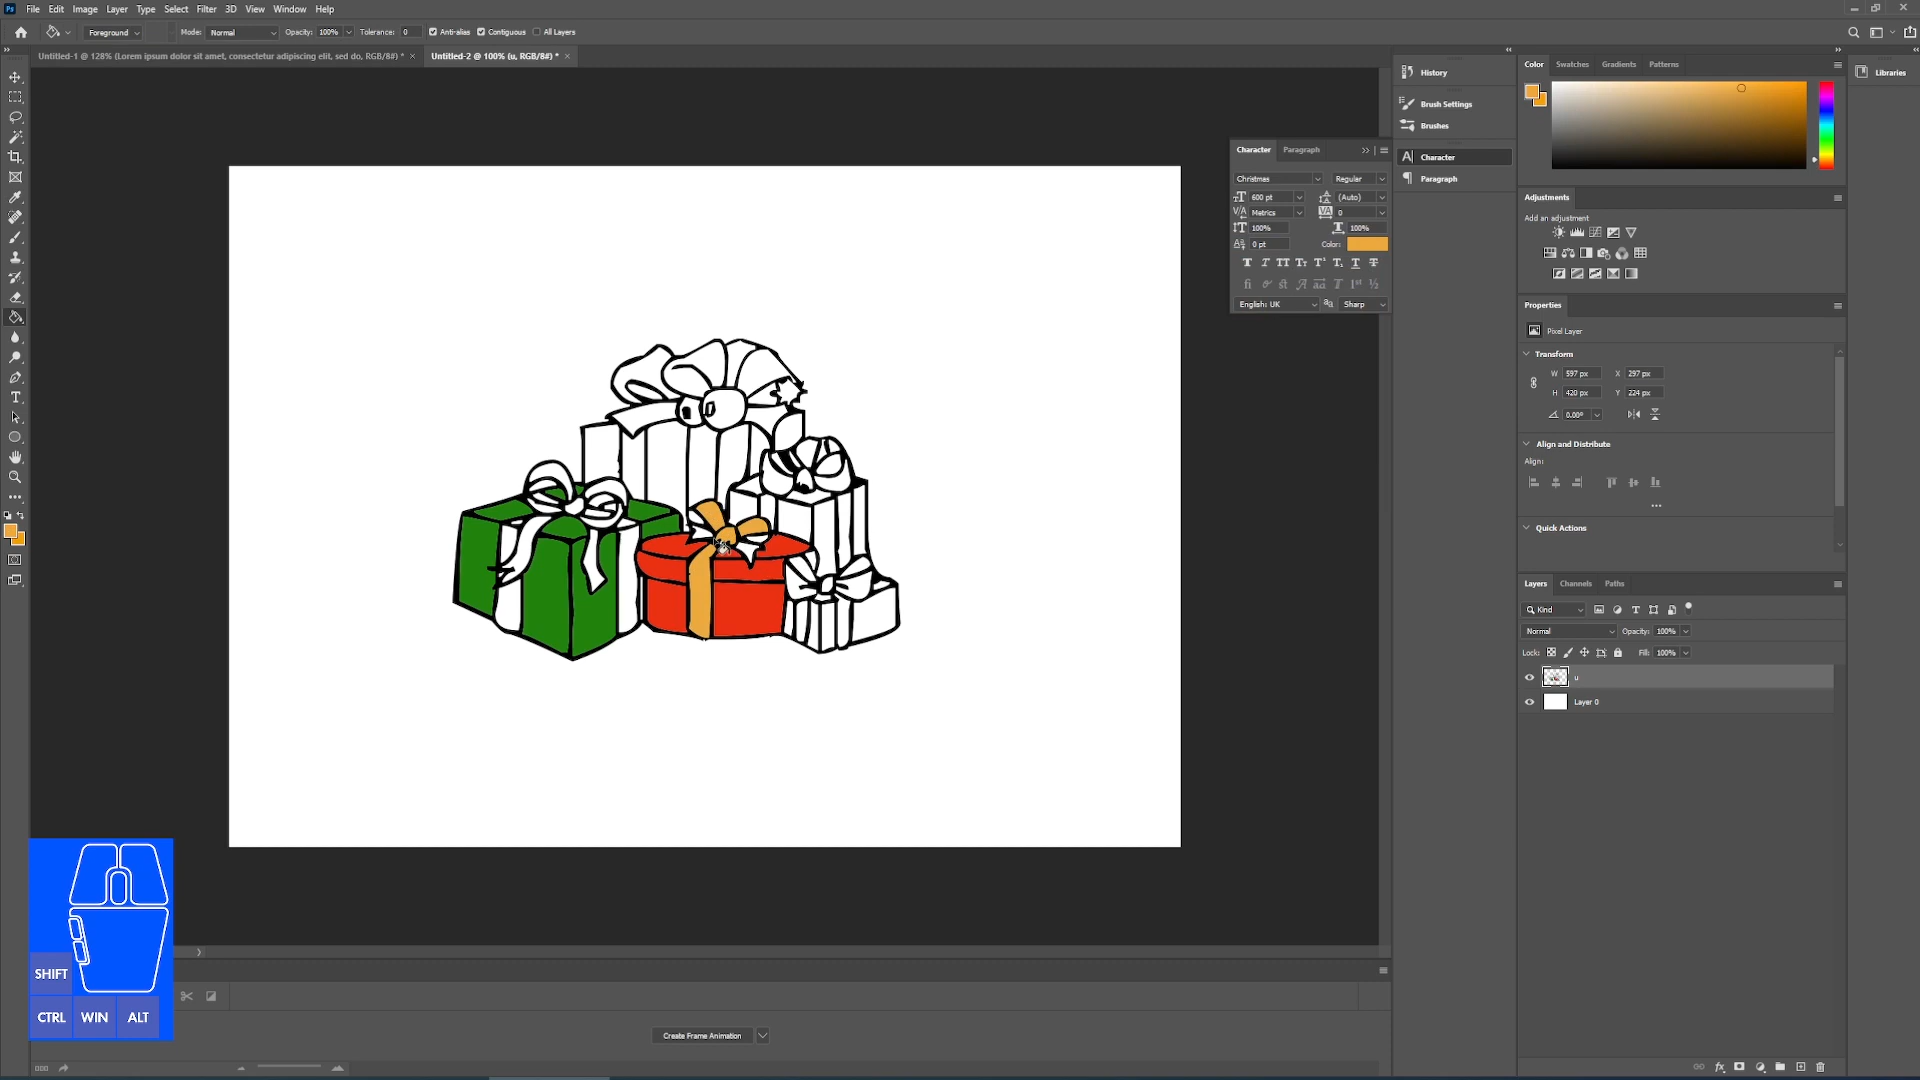 Ps File Edit Image Layer Type Select Filter 3D View Window Help
Foreground Mode: Normal Opacity: 100% Tolerance: 0 Anti-alias Contiguous All Layers
Untitled-1 @ 128% (Lorem ipsum dolor sit amet, consectetur adipiscing elit, sed do, RGB/8#) * × Untitled-2 @ 100% (u, RGB/8#) * ×
History
Brush Settings
Brushes
Character
Paragraph
Character Paragraph
Christmas Regular
600 pt (Auto)
Metrics 0
100% 100%
0 pt Color:
English: UK Sharp
Color Swatches Gradients Patterns
Libraries
Adjustments
Add an adjustment
Properties
Pixel Layer
Transform
W 597 px X 297 px
H 420 px Y 224 px
0.00°
Align and Distribute
Align:
Quick Actions
Layers Channels Paths
Kind
Normal Opacity: 100%
Lock: Fill: 100%
u
Layer 0
SHIFT
CTRL WIN ALT
Create Frame Animation